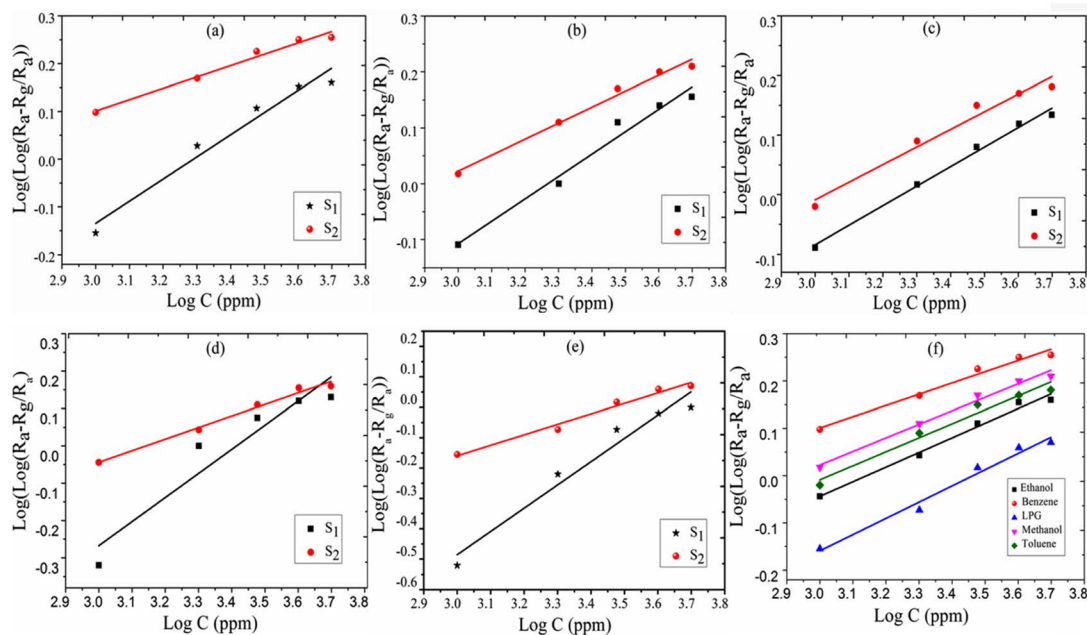 (a)
0.3
0.2
0.1
0.0
-0.1
0.2
Log(Log(Ra-Rg/Ra))
S1
S2
2.9 3.0 3.1 3.2 3.3 3.4 3.5 3.6 3.7 3.8
Log C (ppm)
(b)
0.3
0.2
0.1
0.0
-0.1
Log(Log(Ra-Rg/Ra))
S1
S2
2.9 3.0 3.1 3.2 3.3 3.4 3.5 3.6 3.7 3.8
Log C (ppm)
(c)
0.3
0.2
0.1
0.0
-0.1
Log(Log(Ra-Rg/Ra)
S1
S2
2.9 3.0 3.1 3.2 3.3 3.4 3.5 3.6 3.7 3.8
Log C (ppm)
(d)
0.3
0.2
0.1
0.0
-0.1
-0.2
-0.3
Log(Log(Ra-Rg/Ra)
S1
S2
2.9 3.0 3.1 3.2 3.3 3.4 3.5 3.6 3.7 3.8
Log C (ppm)
(e)
0.2
0.1
0.0
-0.1
-0.2
-0.3
-0.4
-0.5
-0.6
Log(Log(Ra-Rg/Ra))
S1
S2
2.9 3.0 3.1 3.2 3.3 3.4 3.5 3.6 3.7 3.8
Log C (ppm)
(f)
0.3
0.2
0.1
0.0
-0.1
-0.2
Log(Log(Ra-Rg/Ra)
Ethanol
Benzene
LPG
Methanol
Toluene
2.9 3.0 3.1 3.2 3.3 3.4 3.5 3.6 3.7 3.8
Log C (ppm)